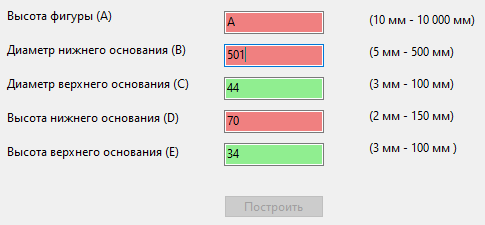 Высота фигуры (А) А (10 мм - 10 000 мм)
Диаметр нижнего основания (B) 501 (5 мм - 500 мм)
Диаметр верхнего основания (C) 44 (3 мм - 100 мм)
Высота нижнего основания (D) 70 (2 мм - 150 мм)
Высота верхнего основания (E) 34 (3 мм - 100 мм )
Построить